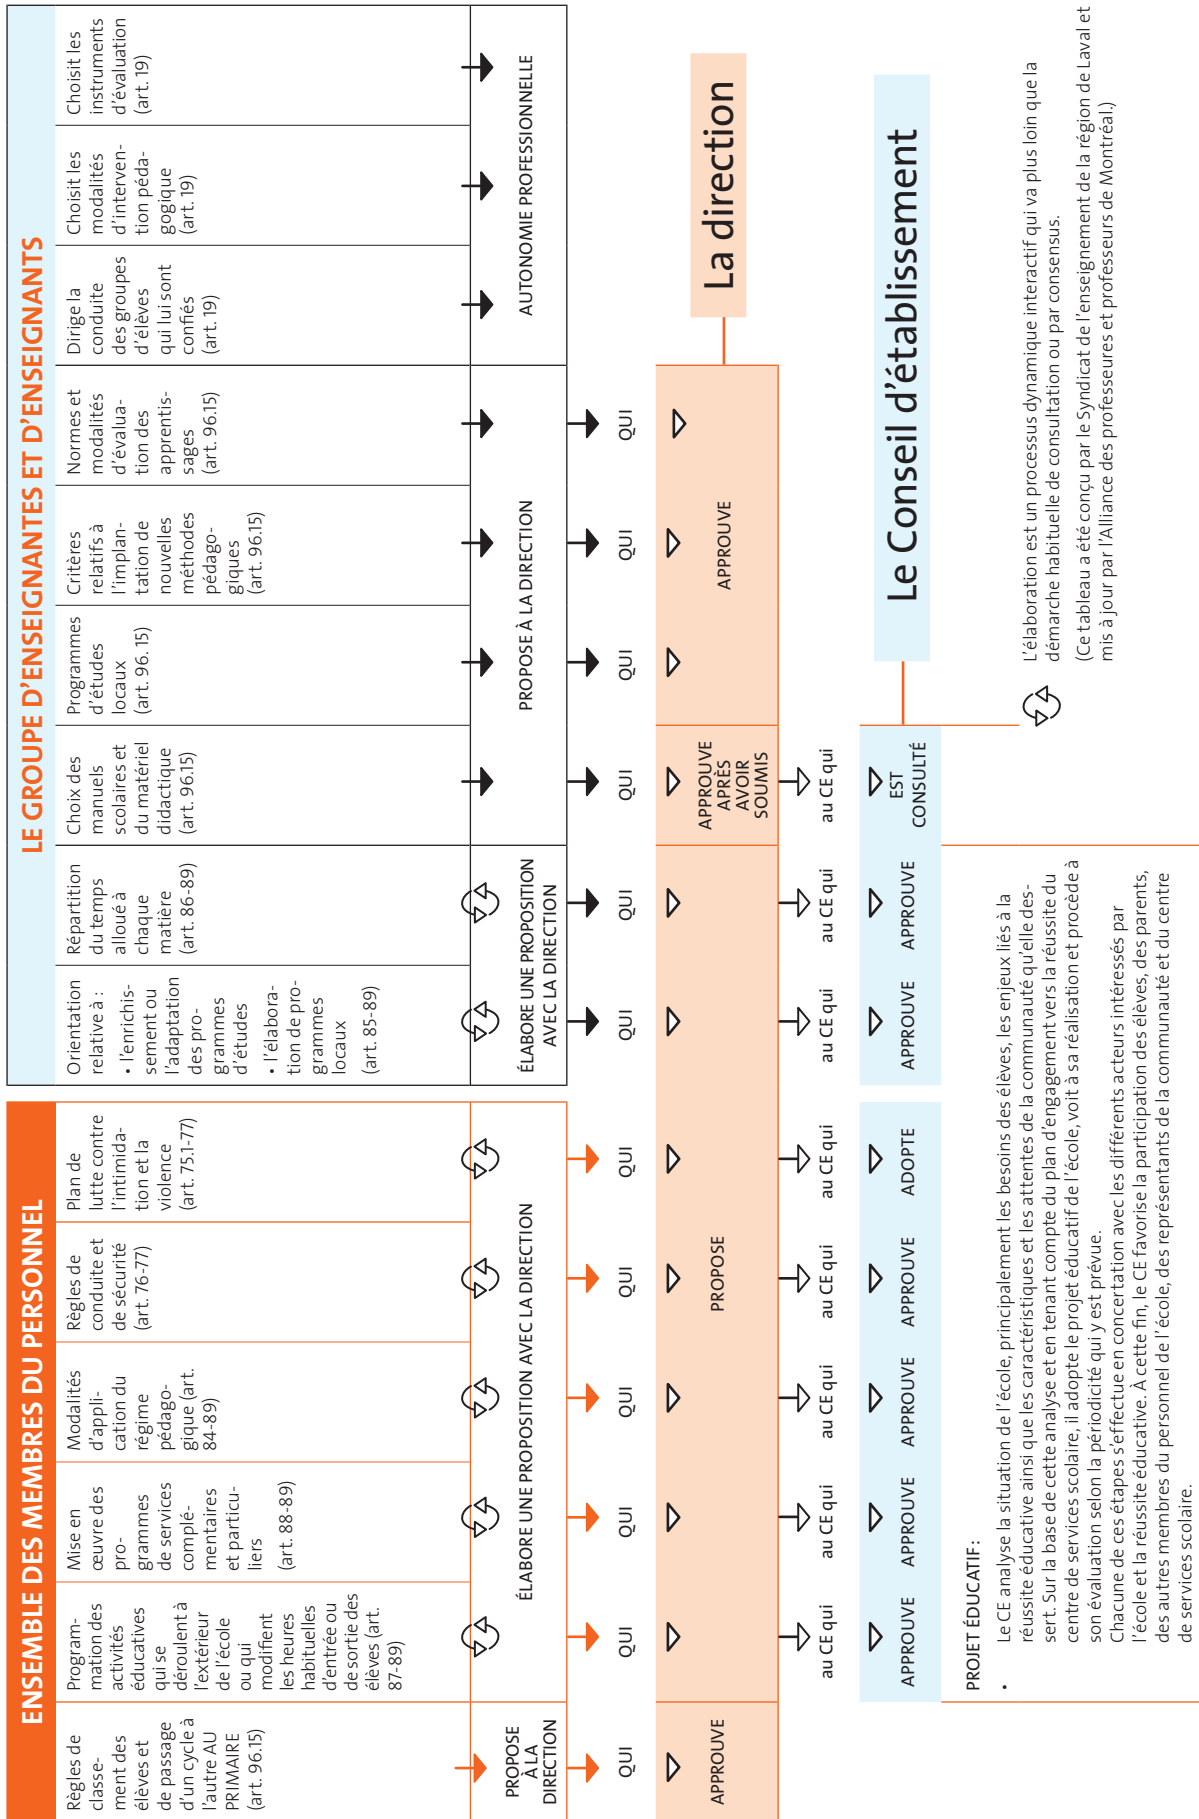 ENSEMBLE DES MEMBRES DU PERSONNEL
LE GROUPE D'ENSEIGNANTES ET D'ENSEIGNANTS
Règles de
classe-
ment des
élèves et
de passage
d'un cycle à
l'autre AU
PRIMAIRE
(art. 96.15)
Program-
mation des
activités
éducatives
qui se
déroulent à
l'extérieur
de l'école
ou qui
modifient
les heures
habituelles
d'entrée ou
de sortie des
élèves (art.
87-89)
Mise en
œuvre des
pro-
grammes
de services
complé-
mentaires
et particu-
liers
(art. 88-89)
Modalités
d'appli-
cation du
régime
pédago-
gique (art.
84-89)
Règles de
conduite et
de sécurité
(art. 76-77)
Plan de
lutte contre
l'intimida-
tion et la
violence
(art. 75.1-77)
Orientation
relative à :
• l'enrichis-
sement ou
l'adaptation
des pro-
grammes
d'études
• l'élabora-
tion de pro-
grammes
locaux
(art. 85-89)
Répartition
du temps
alloué à
chaque
matière
(art. 86-89)
Choix des
manuels
scolaires et
du matériel
didactique
(art. 96.15)
Programmes
d'études
locaux
(art. 96. 15)
Critères
relatifs à
l'implan-
tation de
nouvelles
méthodes
pédago-
giques
(art. 96.15)
Normes et
modalités
d'évalua-
tion des
apprentis-
sages
(art. 96.15)
Dirige la
conduite
des groupes
d'élèves
qui lui sont
confiés
(art. 19)
Choisit les
modalités
d'interven-
tion péda-
gogique
(art. 19)
Choisit les
instruments
d'évaluation
(art. 19)
PROPOSE
À LA
DIRECTION
ÉLABORE UNE PROPOSITION AVEC LA DIRECTION
ÉLABORE UNE PROPOSITION
AVEC LA DIRECTION
PROPOSE À LA DIRECTION
AUTONOMIE PROFESSIONNELLE
QUI
QUI
QUI
QUI
QUI
QUI
QUI
QUI
QUI
QUI
QUI
QUI
APPROUVE
PROPOSE
APPROUVE
APRÈS
AVOIR
SOUMIS
APPROUVE
La direction
au CE qui
au CE qui
au CE qui
au CE qui
au CE qui
au CE qui
au CE qui
au CE qui
APPROUVE
APPROUVE
APPROUVE
APPROUVE
ADOPTE
APPROUVE
APPROUVE
EST
CONSULTÉ
Le Conseil d'établissement
PROJET ÉDUCATIF:
• Le CE analyse la situation de l'école, principalement les besoins des élèves, les enjeux liés à la
réussite éducative ainsi que les caractéristiques et les attentes de la communauté qu'elle des-
sert. Sur la base de cette analyse et en tenant compte du plan d'engagement vers la réussite du
centre de services scolaire, il adopte le projet éducatif de l'école, voit à sa réalisation et procède à
son évaluation selon la périodicité qui y est prévue.
Chacune de ces étapes s'effectue en concertation avec les différents acteurs intéressés par
l'école et la réussite éducative. À cette fin, le CE favorise la participation des élèves, des parents,
des autres membres du personnel de l'école, des représentants de la communauté et du centre
de services scolaire.
L'élaboration est un processus dynamique interactif qui va plus loin que la
démarche habituelle de consultation ou par consensus.
(Ce tableau a été conçu par le Syndicat de l'enseignement de la région de Laval et
mis à jour par l'Alliance des professeures et professeurs de Montréal.)